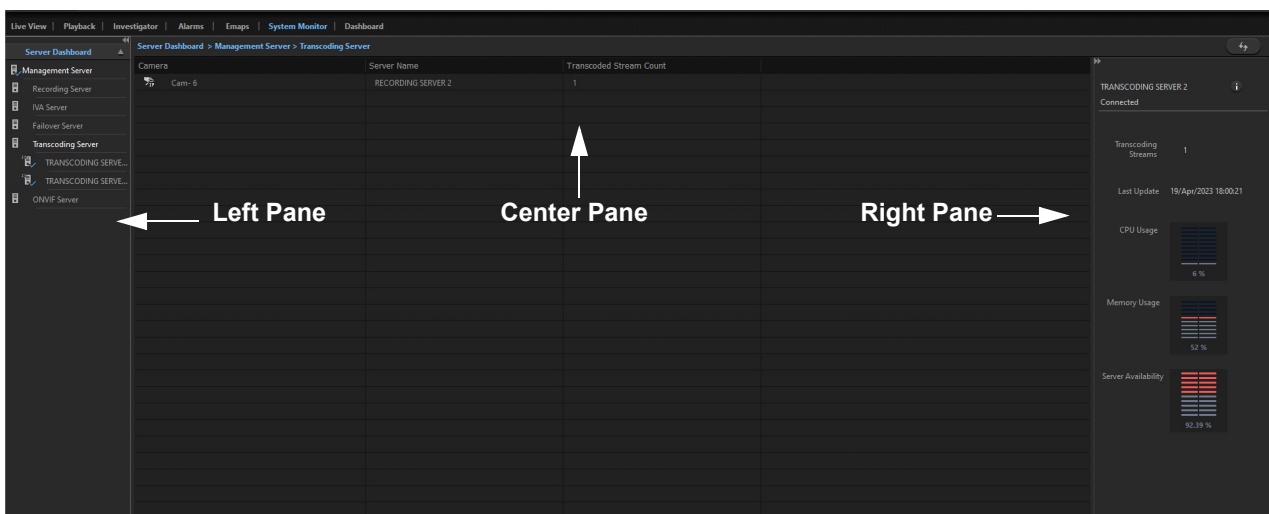 Live View | Playback | Investigator | Alarms | Emaps | System Monitor | Dashboard
Server Dashboard
Management Server
Recording Server
IVA Server
Failover Server
Transcoding Server
TRANSCODING SERVE...
TRANSCODING SERVE...
ONVIF Server
Server Dashboard > Management Server > Transcoding Server
Camera Server Name Transcoded Stream Count
Cam- 6 RECORDING SERVER 2 1
Left Pane
Center Pane
Right Pane
TRANSCODING SERVER 2
Connected
Transcoding
Streams 1
Last Update 19/Apr/2023 18:00:21
CPU Usage
6 %
Memory Usage
52 %
Server Availability
92.39 %